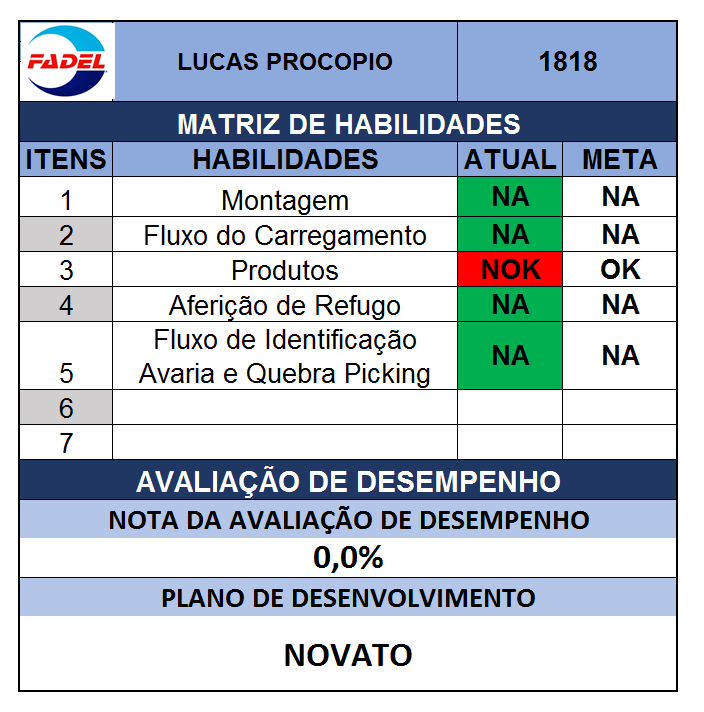 FADEL
LUCAS PROCOPIO
1818
MATRIZ DE HABILIDADES
ITENS HABILIDADES ATUAL META
1 Montagem NA NA
2 Fluxo do Carregamento NA NA
3 Produtos NOK OK
4 Aferição de Refugo NA NA
5 Fluxo de Identificação
Avaria e Quebra Picking NA NA
6
7
AVALIAÇÃO DE DESEMPENHO
NOTA DA AVALIAÇÃO DE DESEMPENHO
0,0%
PLANO DE DESENVOLVIMENTO
NOVATO